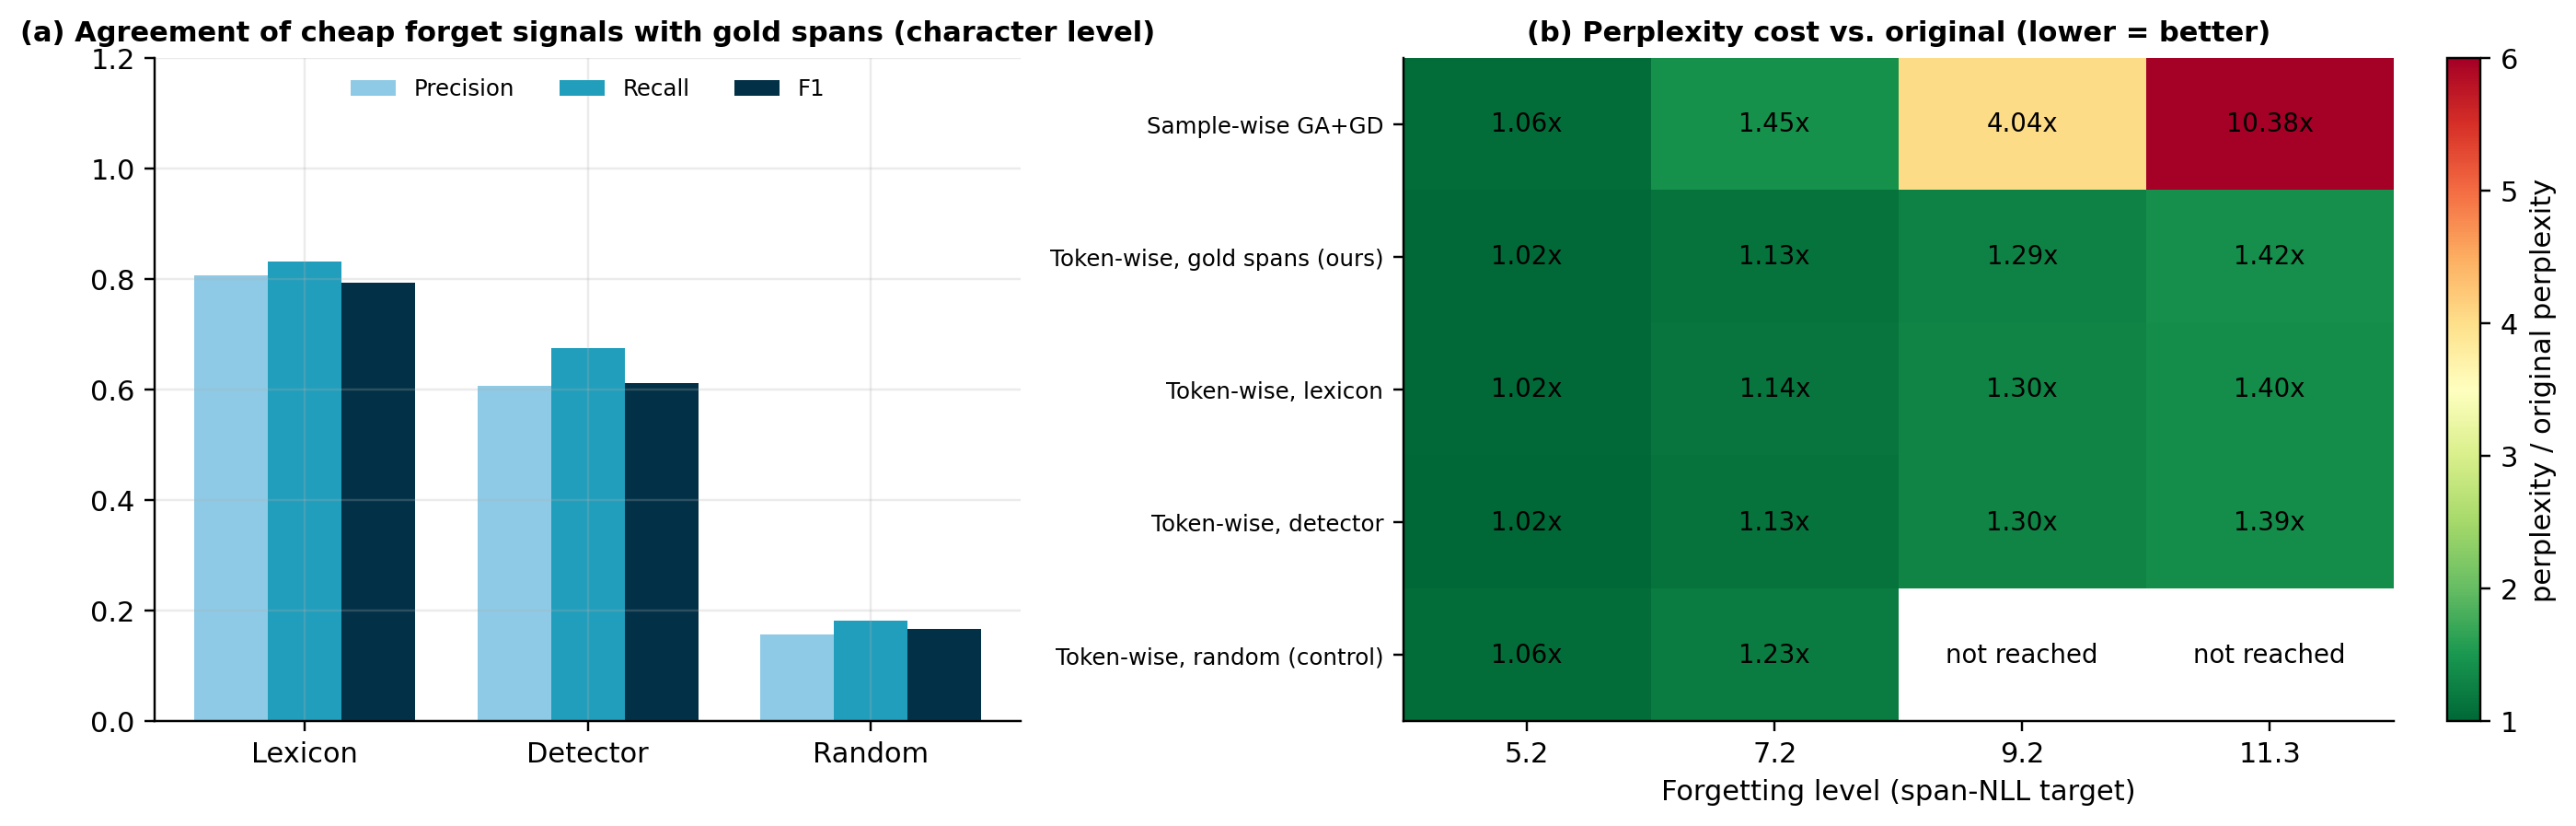 (a) Agreement of cheap forget signals with gold spans (character level)
Precision Recall F1
1.2
1.0
0.8
0.6
0.4
0.2
0.0
Lexicon Detector Random
(b) Perplexity cost vs. original (lower = better)
Sample-wise GA+GD 1.06x 1.45x 4.04x 10.38x
Token-wise, gold spans (ours) 1.02x 1.13x 1.29x 1.42x
Token-wise, lexicon 1.02x 1.14x 1.30x 1.40x
Token-wise, detector 1.02x 1.13x 1.30x 1.39x
Token-wise, random (control) 1.06x 1.23x not reached not reached
5.2 7.2 9.2 11.3
Forgetting level (span-NLL target)
6
5
4
3
2
1
perplexity / original perplexity